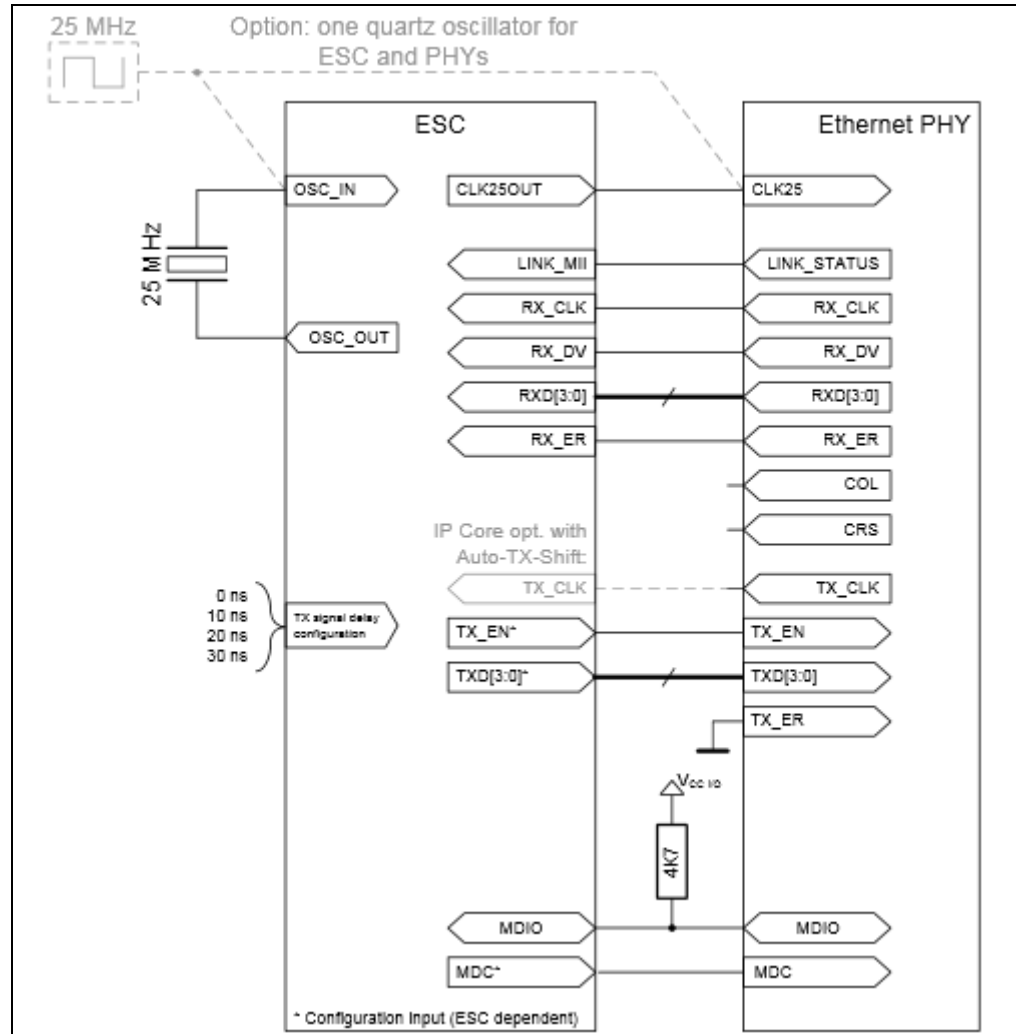 25 MHz
Option: one quartz oscillator for
ESC and PHYs
ESC
Ethernet PHY
OSC_IN
CLK25OUT
CLK25
25 MHz
LINK_MII
LINK_STATUS
RX_CLK
RX_CLK
OSC_OUT
RX_DV
RX_DV
RXD[3:0]
RXD[3:0]
RX_ER
RX_ER
COL
IP Core opt. with
Auto-TX-Shift:
CRS
TX_CLK
TX_CLK
0 ns
10 ns
20 ns
30 ns
TX signal delay
configuration
TX_EN*
TX_EN
TXD[3:0]*
TXD[3:0]
TX_ER
VCC I/O
4K7
MDIO
MDIO
MDC*
MDC
* Configuration input (ESC dependent)